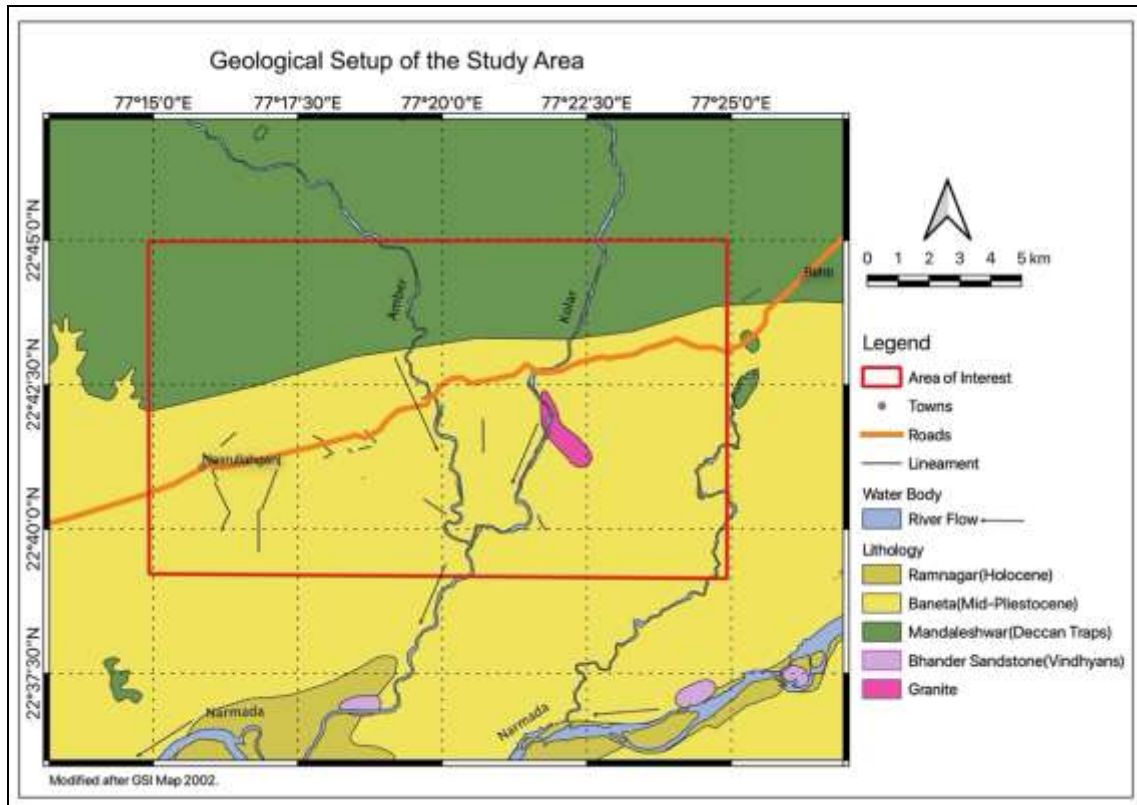 Geological Setup of the Study Area
77°15'0"E 77°17'30"E 77°20'0"E 77°22'30"E 77°25'0"E
22°45'0"N
22°42'30"N
22°40'0"N
22°37'30"N
Amber
Kolar
Nasrullahganj
Narmada
Narmada
0 1 2 3 4 5 km
Legend
Area of Interest
Towns
Roads
Lineament
Water Body
River Flow
Lithology
Ramnagar(Holocene)
Baneta(Mid-Pliestocene)
Mandaleshwar(Deccan Traps)
Bhander Sandstone(Vindhyans)
Granite
Modified after GSI Map 2002.